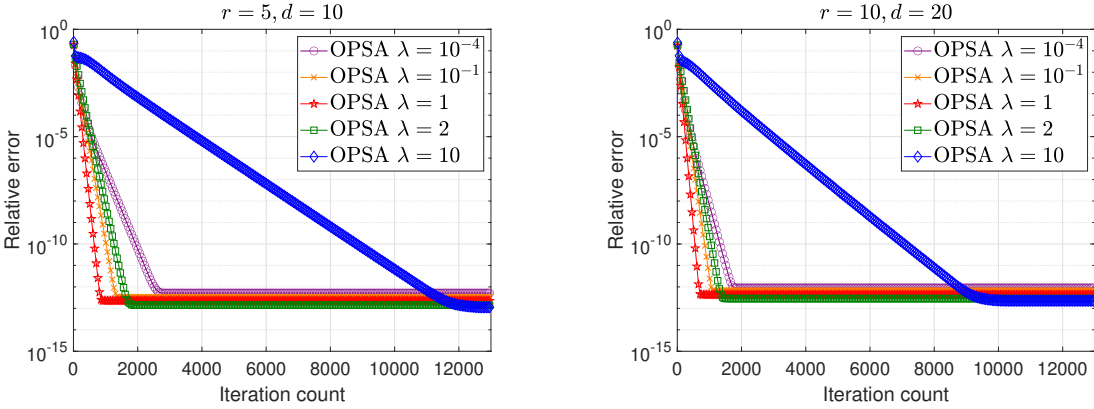 r = 5, d = 10
10^0
10^-5
10^-10
10^-15
Relative error
0 2000 4000 6000 8000 10000 12000
Iteration count
OPSA λ = 10^-4
OPSA λ = 10^-1
OPSA λ = 1
OPSA λ = 2
OPSA λ = 10
r = 10, d = 20
10^0
10^-5
10^-10
10^-15
Relative error
0 2000 4000 6000 8000 10000 12000
Iteration count
OPSA λ = 10^-4
OPSA λ = 10^-1
OPSA λ = 1
OPSA λ = 2
OPSA λ = 10